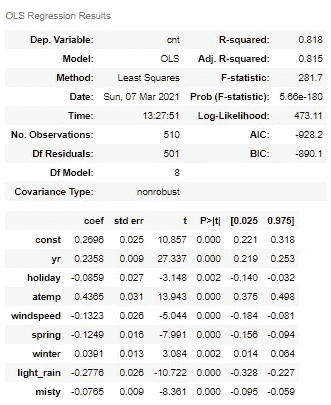 OLS Regression Results
Dep. Variable: cnt R-squared: 0.818
Model: OLS Adj. R-squared: 0.815
Method: Least Squares F-statistic: 281.7
Date: Sun, 07 Mar 2021 Prob (F-statistic): 5.66e-180
Time: 13:27:51 Log-Likelihood: 473.11
No. Observations: 510 AIC: -928.2
Df Residuals: 501 BIC: -890.1
Df Model: 8
Covariance Type: nonrobust
coef std err t P>|t| [0.025 0.975]
const 0.2696 0.025 10.857 0.000 0.221 0.318
yr 0.2358 0.009 27.337 0.000 0.219 0.253
holiday -0.0859 0.027 -3.148 0.002 -0.140 -0.032
atemp 0.4365 0.031 13.943 0.000 0.375 0.498
windspeed -0.1323 0.026 -5.044 0.000 -0.184 -0.081
spring -0.1249 0.016 -7.991 0.000 -0.156 -0.094
winter 0.0391 0.013 3.084 0.002 0.014 0.064
light_rain -0.2776 0.026 -10.722 0.000 -0.328 -0.227
misty -0.0765 0.009 -8.361 0.000 -0.095 -0.059